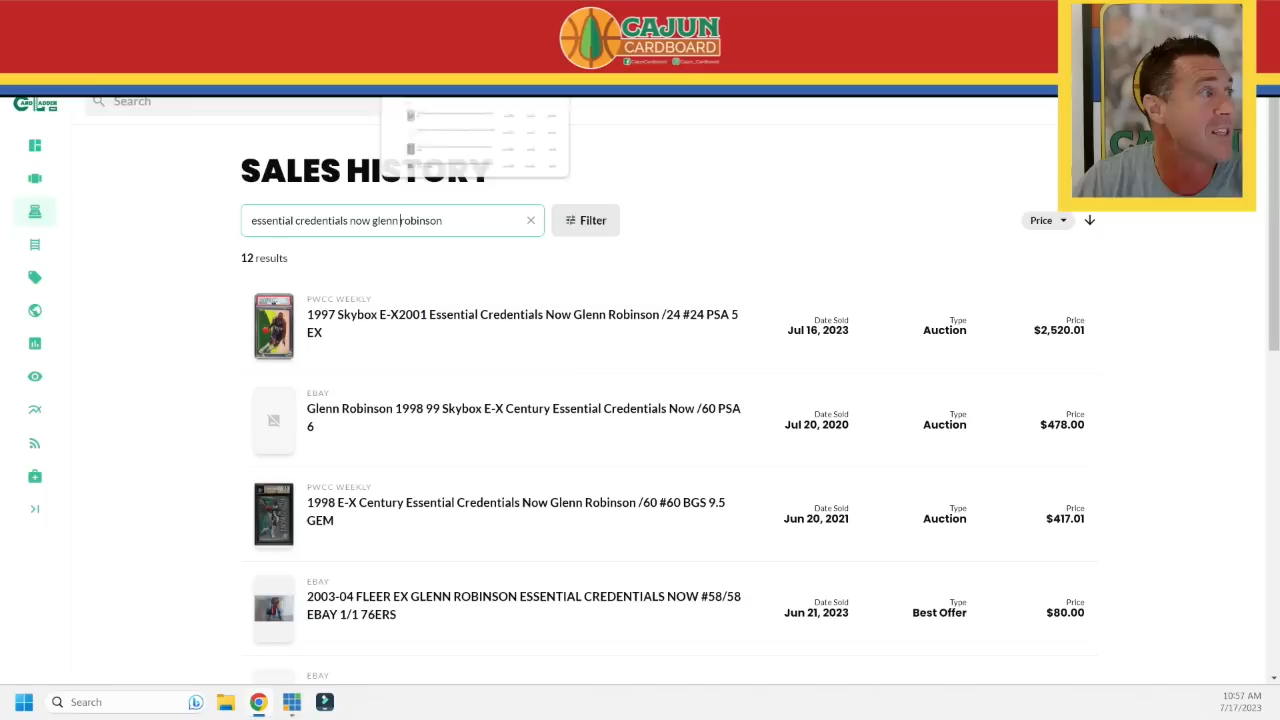 CAJUN
CARDBOARD
CajunCardboard Cajun_Cardboard
CARD LADDER
Search
SALES HISTORY
essential credentials now glenn robinson
Filter
Price
12 results
PWCC WEEKLY
1997 Skybox E-X2001 Essential Credentials Now Glenn Robinson /24 #24 PSA 5
EX
Date Sold
Jul 16, 2023
Type
Auction
Price
$2,520.01
EBAY
Glenn Robinson 1998 99 Skybox E-X Century Essential Credentials Now /60 PSA
6
Date Sold
Jul 20, 2020
Type
Auction
Price
$478.00
PWCC WEEKLY
1998 E-X Century Essential Credentials Now Glenn Robinson /60 #60 BGS 9.5
GEM
Date Sold
Jun 20, 2021
Type
Auction
Price
$417.01
EBAY
2003-04 FLEER EX GLENN ROBINSON ESSENTIAL CREDENTIALS NOW #58/58
EBAY 1/1 76ERS
Date Sold
Jun 21, 2023
Type
Best Offer
Price
$80.00
EBAY
Search
10:57 AM
7/17/2023